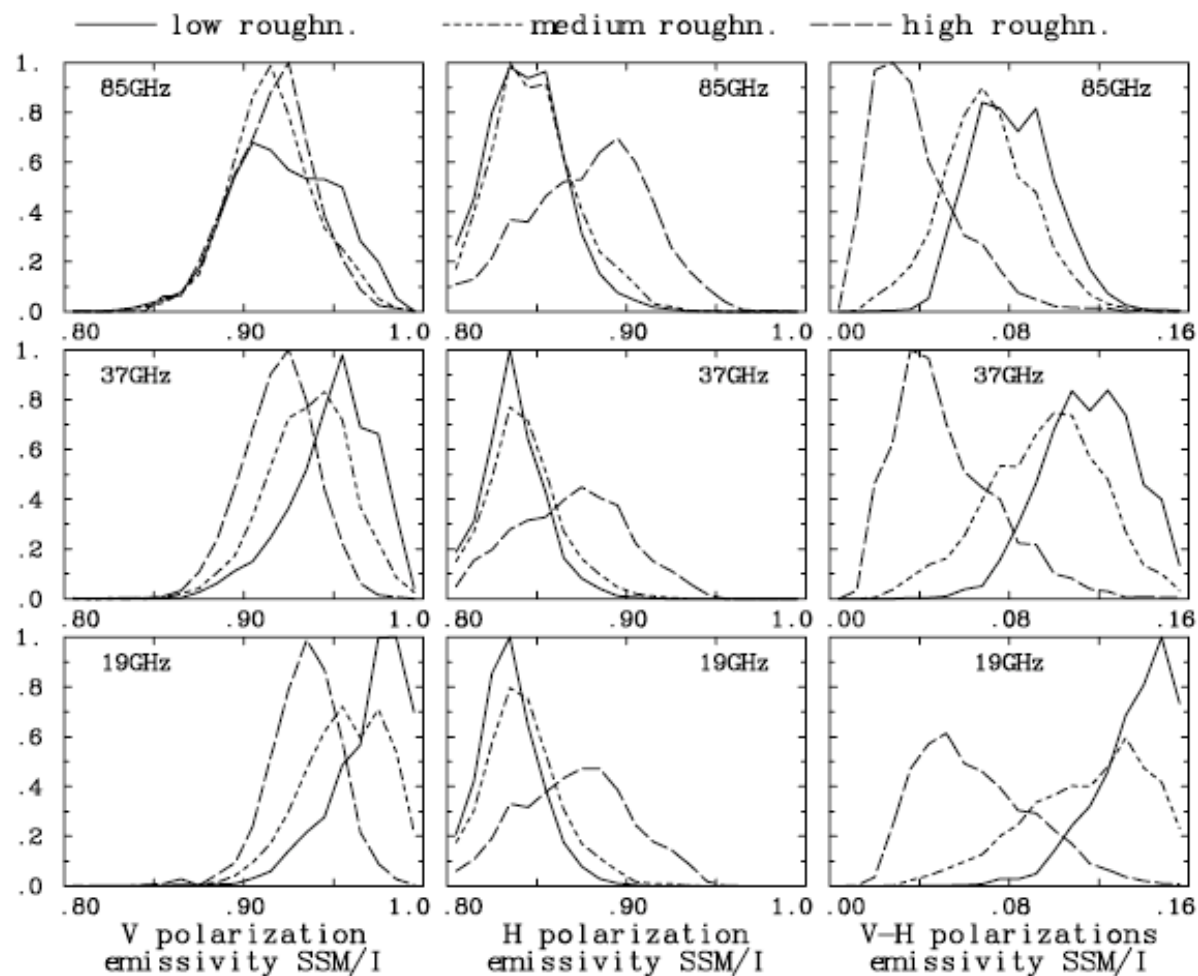 low roughn. medium roughn. high roughn.
1. 85GHz 85GHz 85GHz
.8
.6
.4
.2
.0
.80 .90 1.0 .80 .90 1.0 .00 .08 .16
1. 37GHz 37GHz 37GHz
.8
.6
.4
.2
.0
.80 .90 1.0 .80 .90 1.0 .00 .08 .16
1. 19GHz 19GHz 19GHz
.8
.6
.4
.2
.0
.80 .90 1.0 .80 .90 1.0 .00 .08 .16
V polarization H polarization V-H polarizations
emissivity SSM/I emissivity SSM/I emissivity SSM/I